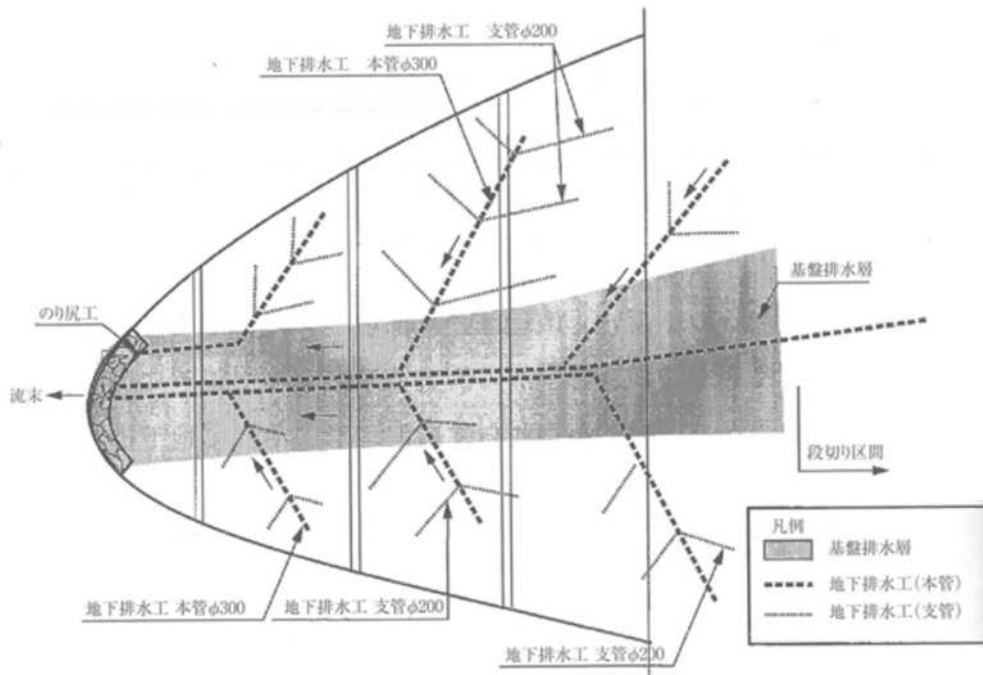 地下排水工 支管φ200
地下排水工 本管φ300
基盤排水層
のり尻工
流末
段切り区間
凡例
基盤排水層
地下排水工(本管)
地下排水工(支管)
地下排水工 本管φ300
地下排水工 支管φ200
地下排水工 支管φ200